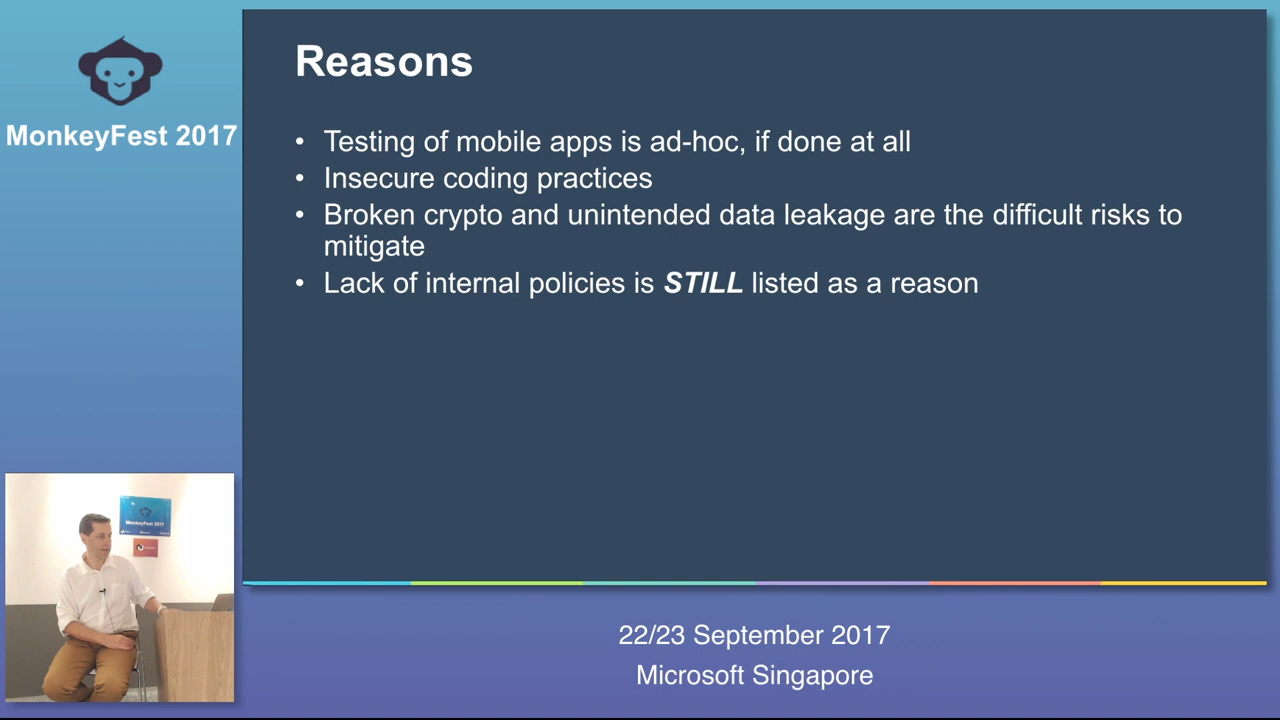 MonkeyFest 2017
Reasons
• Testing of mobile apps is ad-hoc, if done at all
• Insecure coding practices
• Broken crypto and unintended data leakage are the difficult risks to
mitigate
• Lack of internal policies is STILL listed as a reason
MonkeyFest 2017
22/23 September 2017
Microsoft Singapore